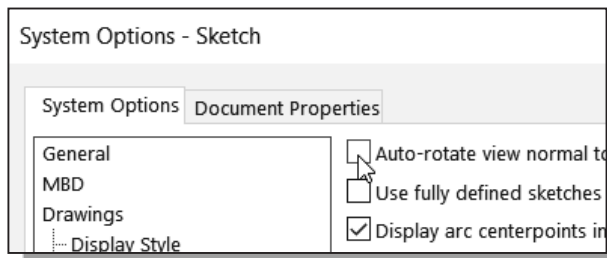 System Options - Sketch
System Options Document Properties
General
MBD
Drawings
Display Style
Auto-rotate view normal to
Use fully defined sketches
Display arc centerpoints in